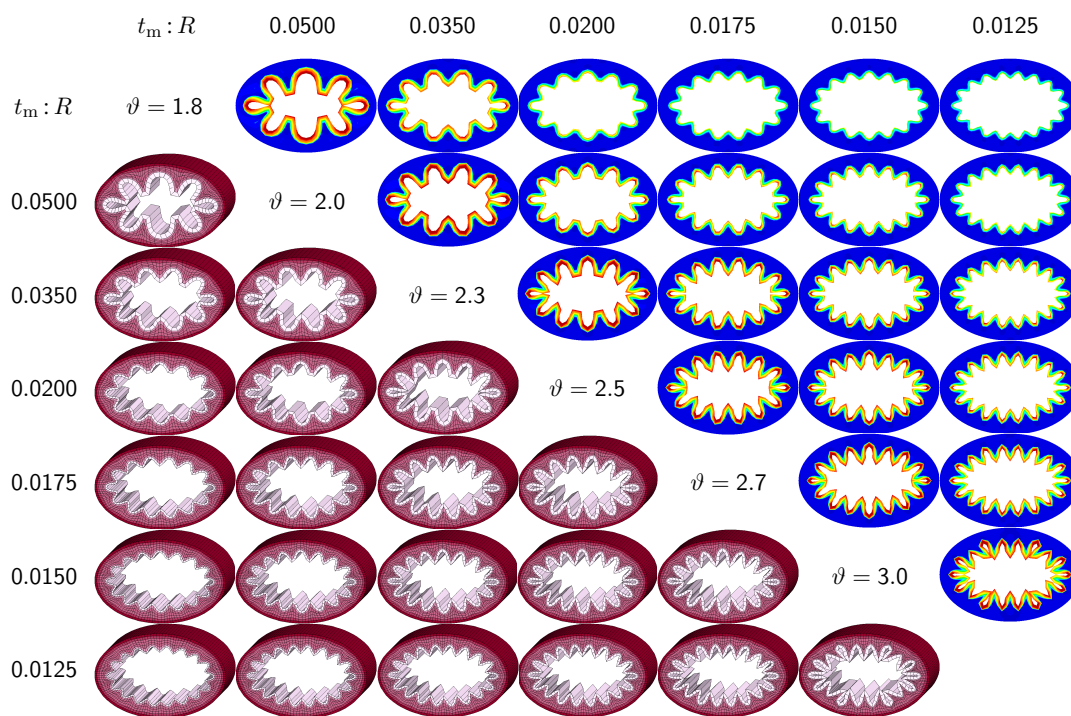 t_m : R 0.0500 0.0350 0.0200 0.0175 0.0150 0.0125
t_m : R ϑ = 1.8
0.0500 ϑ = 2.0
0.0350 ϑ = 2.3
0.0200 ϑ = 2.5
0.0175 ϑ = 2.7
0.0150 ϑ = 3.0
0.0125